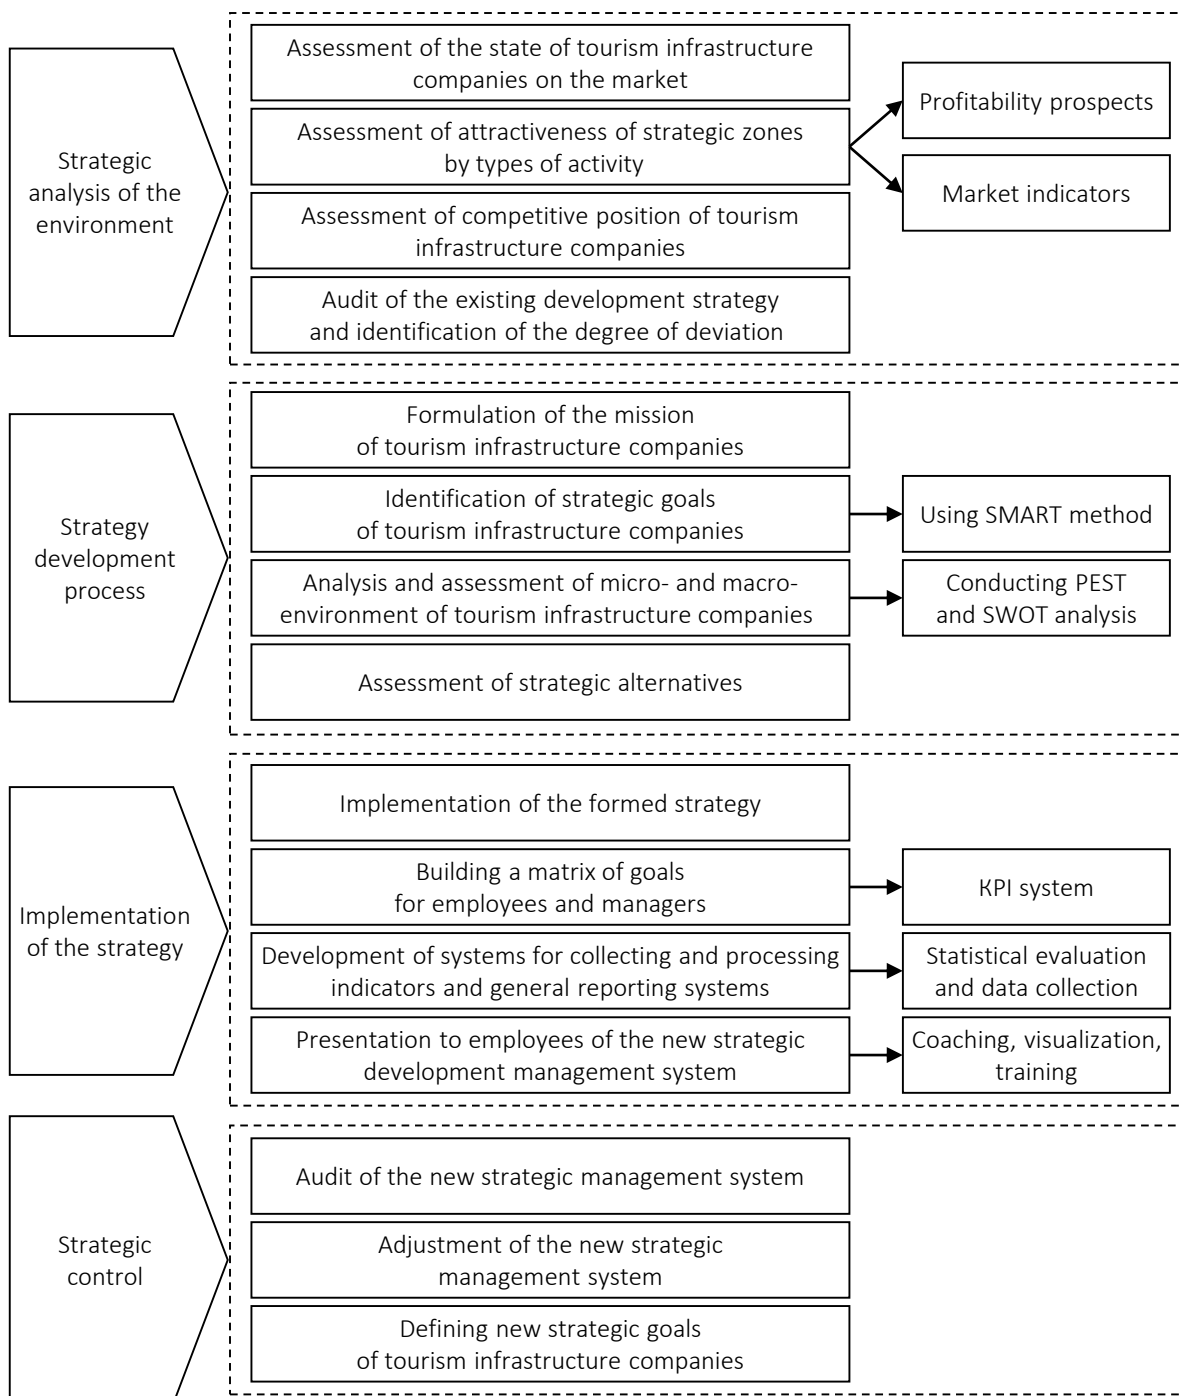 Strategic
analysis of the
environment
Assessment of the state of tourism infrastructure
companies on the market
Assessment of attractiveness of strategic zones
by types of activity
Assessment of competitive position of tourism
infrastructure companies
Audit of the existing development strategy
and identification of the degree of deviation
Profitability prospects
Market indicators
Strategy
development
process
Formulation of the mission
of tourism infrastructure companies
Identification of strategic goals
of tourism infrastructure companies
Using SMART method
Analysis and assessment of micro- and macro-
environment of tourism infrastructure companies
Conducting PEST
and SWOT analysis
Assessment of strategic alternatives
Implementation
of the strategy
Implementation of the formed strategy
Building a matrix of goals
for employees and managers
KPI system
Development of systems for collecting and processing
indicators and general reporting systems
Statistical evaluation
and data collection
Presentation to employees of the new strategic
development management system
Coaching, visualization,
training
Strategic
control
Audit of the new strategic management system
Adjustment of the new strategic
management system
Defining new strategic goals
of tourism infrastructure companies